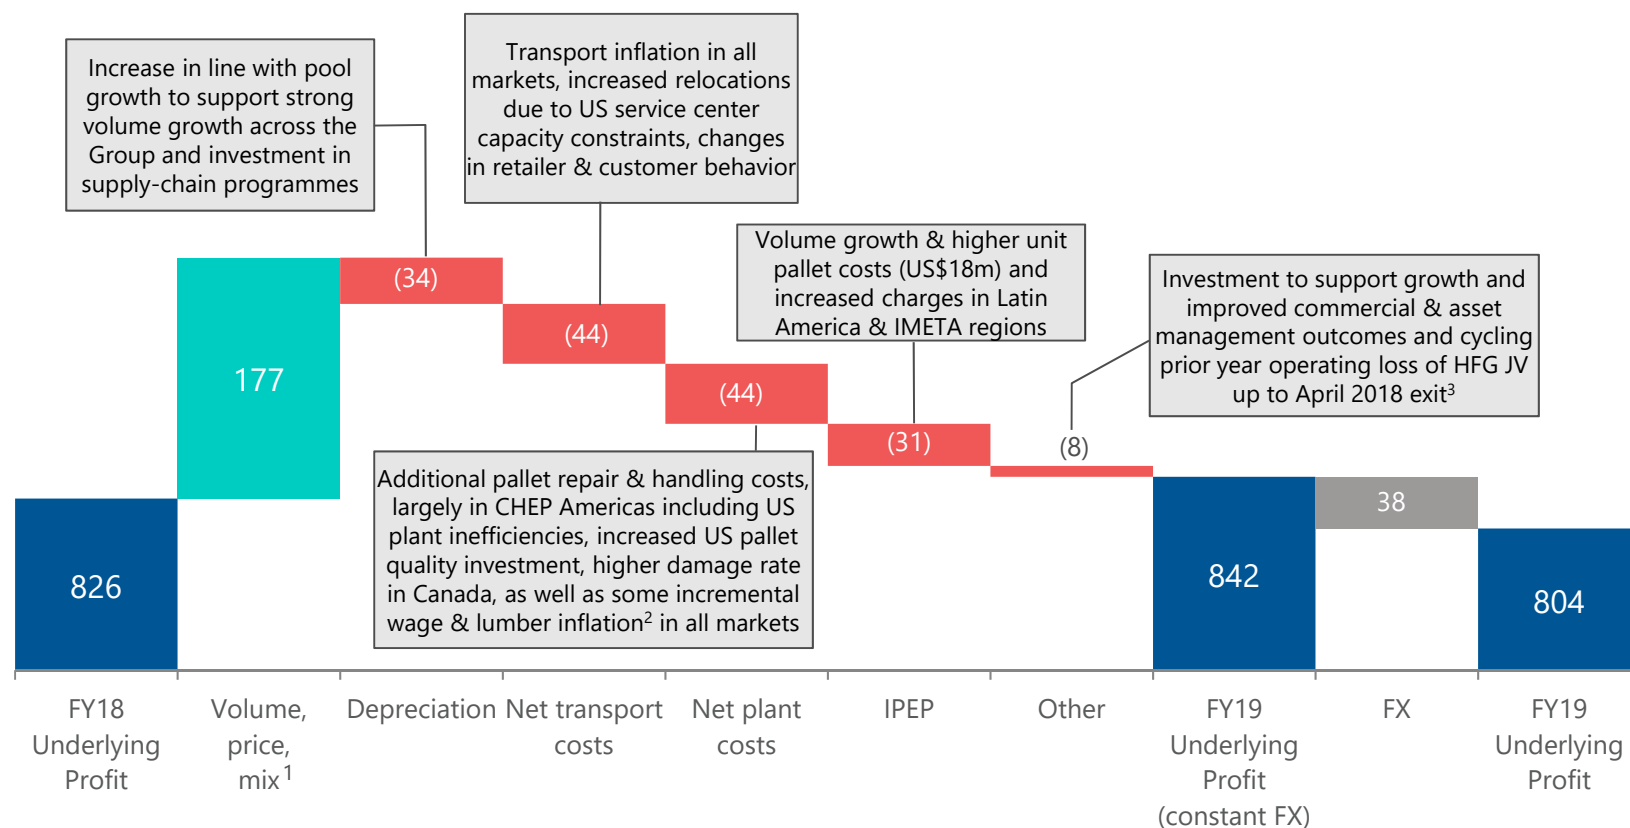 Increase in line with pool
growth to support strong
volume growth across the
Group and investment in
supply-chain programmes
Transport inflation in all
markets, increased relocations
due to US service center
capacity constraints, changes
in retailer & customer behavior
Volume growth & higher unit
pallet costs (US$18m) and
increased charges in Latin
America & IMETA regions
Investment to support growth and
improved commercial & asset
management outcomes and cycling
prior year operating loss of HFG JV
up to April 2018 exit³
Additional pallet repair & handling costs,
largely in CHEP Americas including US
plant inefficiencies, increased US pallet
quality investment, higher damage rate
in Canada, as well as some incremental
wage & lumber inflation² in all markets
826
177
(34)
(44)
(44)
(31)
(8)
842
38
804
FY18
Underlying
Profit
Volume,
price,
mix¹
Depreciation
Net transport
costs
Net plant
costs
IPEP
Other
FY19
Underlying
Profit
(constant FX)
FX
FY19
Underlying
Profit